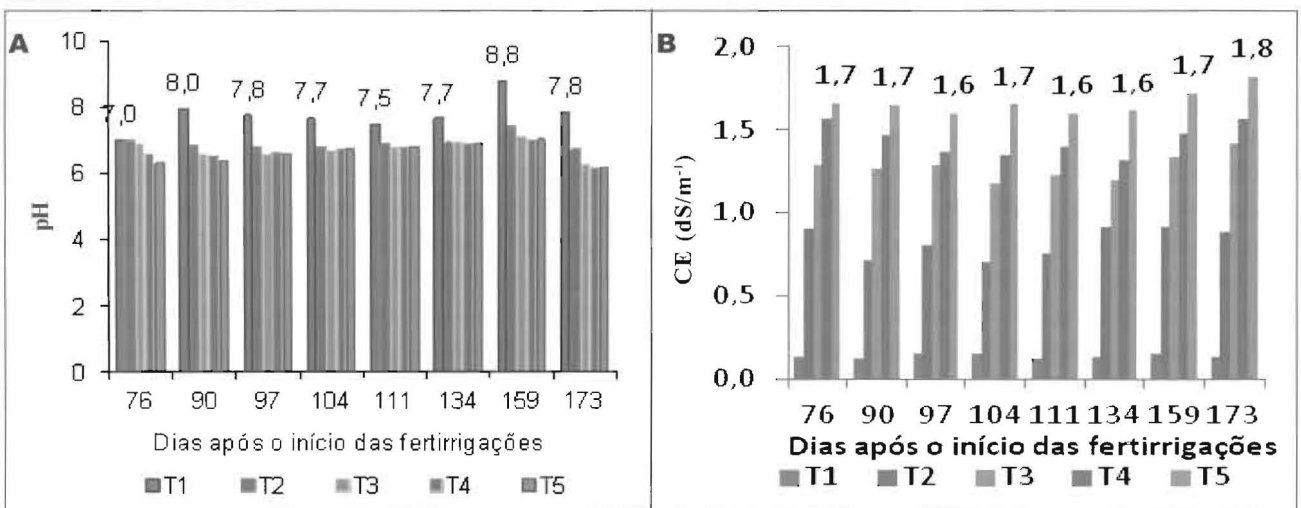 A
10
8
6
4
2
0
pH
7,0
8,0
7,8
7,7
7,5
7,7
8,8
7,8
76 90 97 104 111 134 159 173
Dias após o início das fertirrigações
T1 T2 T3 T4 T5
B
2,0
1,5
1,0
0,5
0,0
CE (dS/m⁻¹)
1,7 1,7 1,6 1,7 1,6 1,6 1,7 1,8
76 90 97 104 111 134 159 173
Dias após o início das fertirrigações
T1 T2 T3 T4 T5